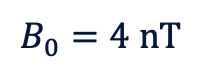 B₀ = 4 nT